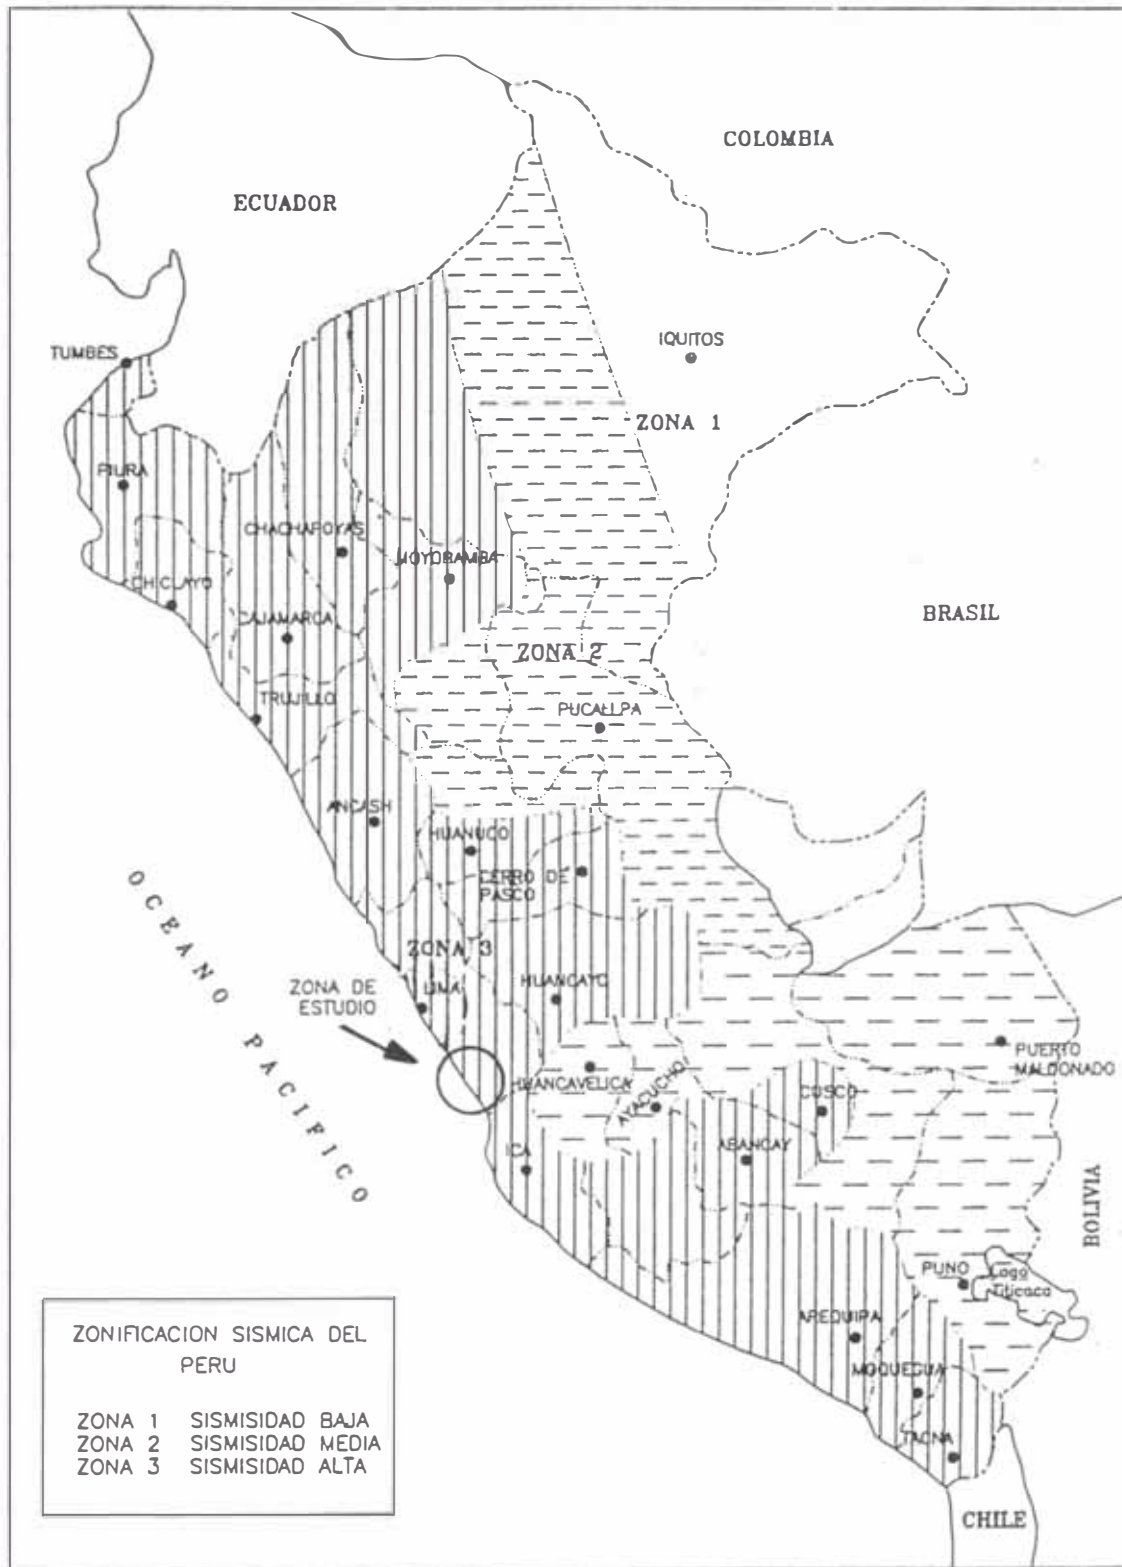 COLOMBIA
ECUADOR
IQUITOS
TUMBES
ZONA 1
PIURA
CHACHAPOYAS
MOYOBAMBA
CHICLAYO
CAJAMARCA
BRASIL
ZONA 2
TRUJILLO
PUCALLPA
ANCASH
HUANUCO
CERRO DE
PASCO
OCEANO PACIFICO
ZONA 3
ZONA DE
ESTUDIO
LIMA
HUANCAYO
PUERTO
MALDONADO
HUANCAVELICA
AYACUCHO
CUSCO
ICA
ABANCAY
BOLIVIA
PUNO
Lago
Titicaca
AREQUIPA
MOQUEGUA
TACNA
CHILE
ZONIFICACION SISMICA DEL
PERU
ZONA 1 SISMISIDAD BAJA
ZONA 2 SISMISIDAD MEDIA
ZONA 3 SISMISIDAD ALTA